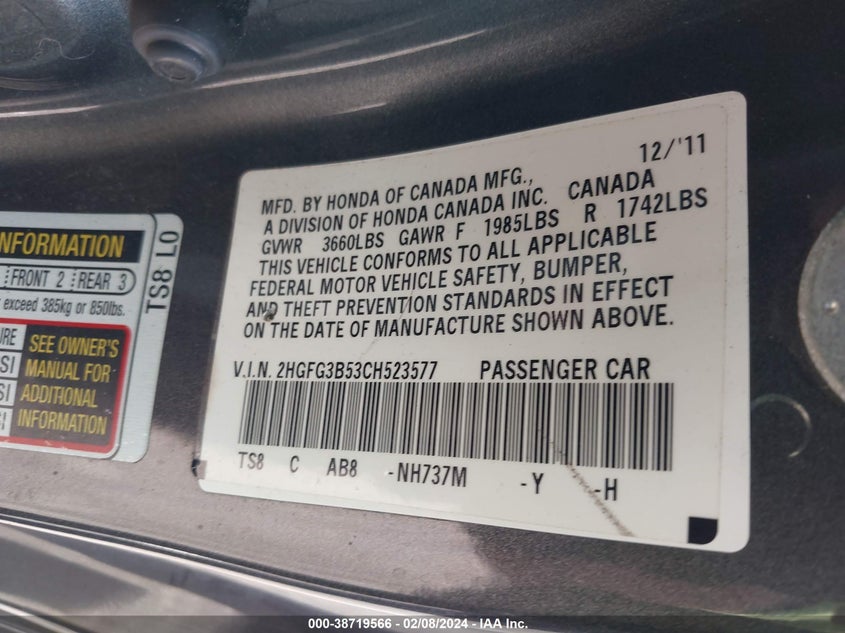 12/'11
MFD. BY HONDA OF CANADA MFG.,
A DIVISION OF HONDA CANADA INC. CANADA
GVWR 3660LBS GAWR F 1985LBS R 1742LBS
THIS VEHICLE CONFORMS TO ALL APPLICABLE
FEDERAL MOTOR VEHICLE SAFETY, BUMPER,
AND THEFT PREVENTION STANDARDS IN EFFECT
ON THE DATE OF MANUFACTURE SHOWN ABOVE.
V.I.N. 2HGFG3B53CH523577 PASSENGER CAR
TS8 C AB8 -NH737M -Y -H
INFORMATION
FRONT 2 REAR 3
exceed 385kg or 850lbs.
SEE OWNER'S
MANUAL FOR
ADDITIONAL
INFORMATION
TS8 L0
000-38719566 - 02/08/2024 - IAA Inc.